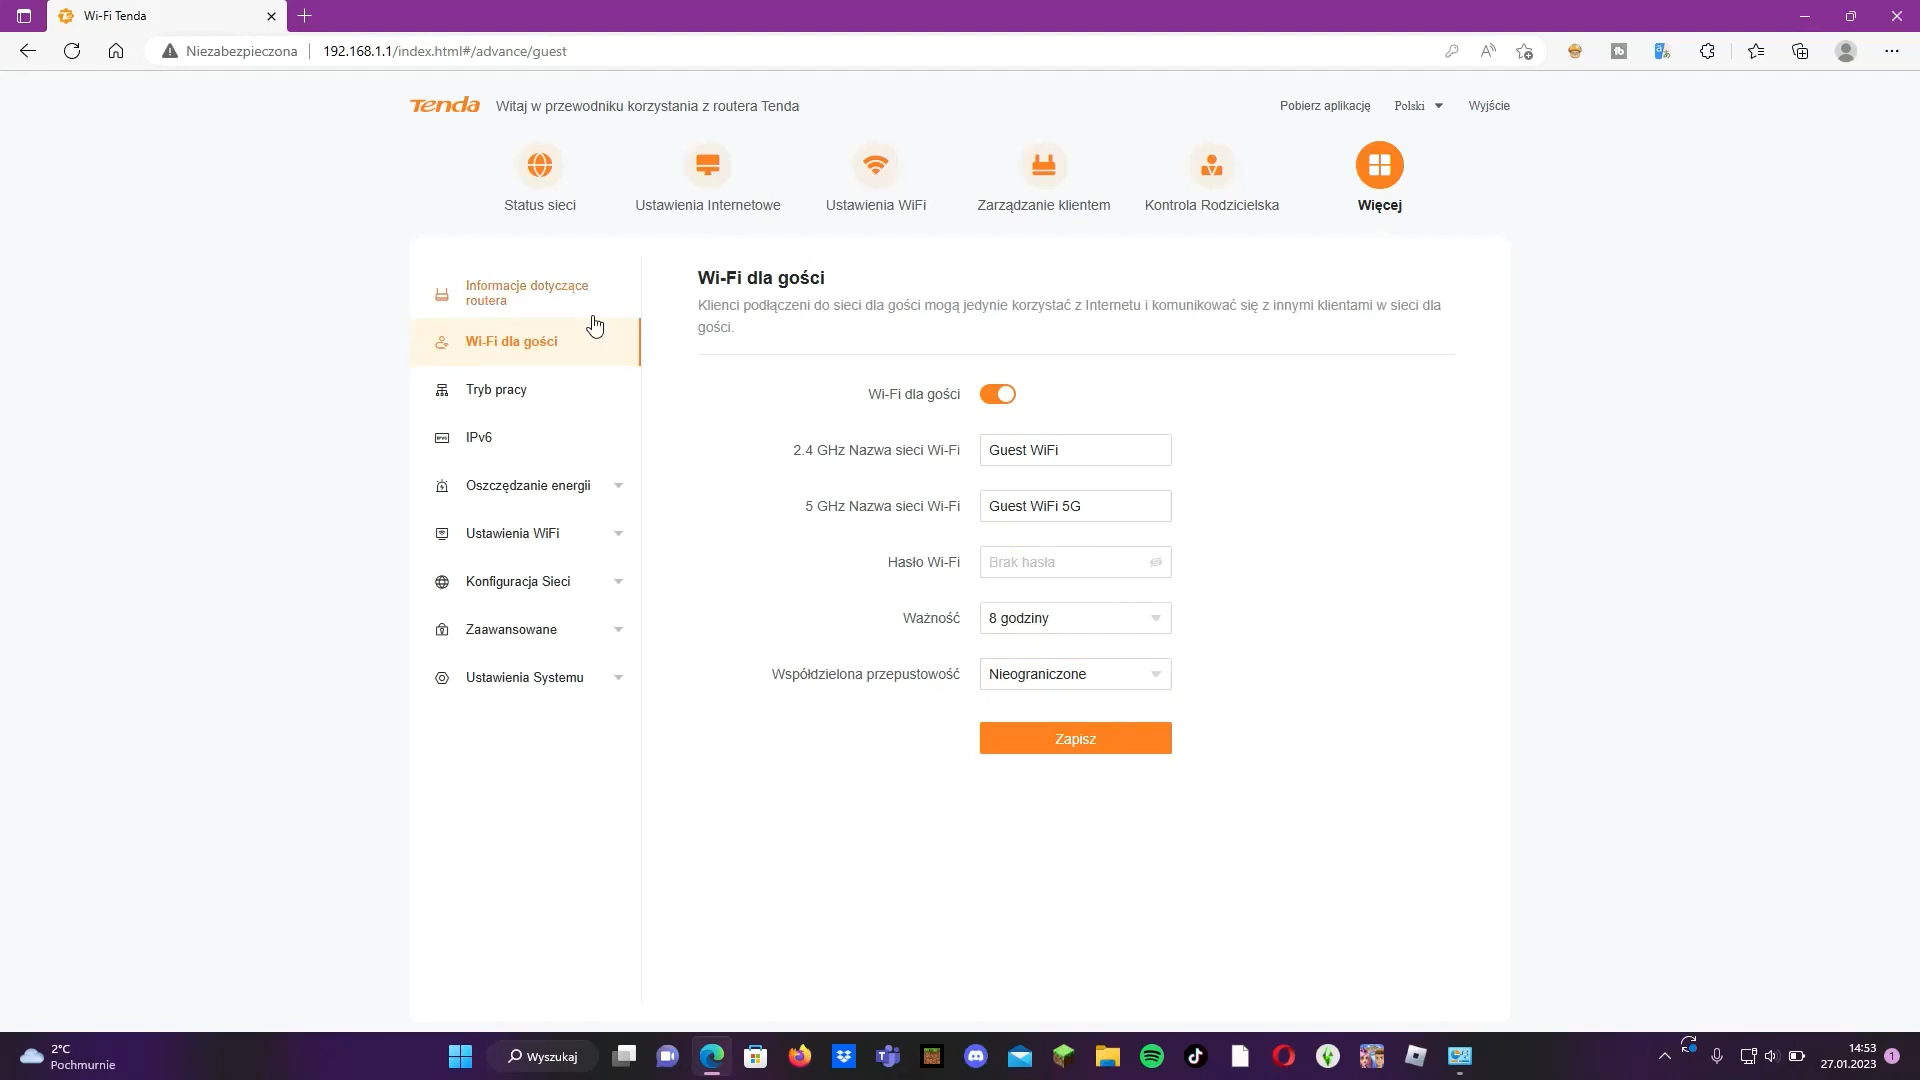 Wi-Fi Tenda
Niezabezpieczona
192.168.1.1/index.html#/advance/guest
Tenda
Witaj w przewodniku korzystania z routera Tenda
Pobierz aplikację
Polski
Wyjście
Status sieci
Ustawienia Internetowe
Ustawienia WiFi
Zarządzanie klientem
Kontrola Rodzicielska
Więcej
Informacje dotyczące
routera
Wi-Fi dla gości
Tryb pracy
IPv6
Oszczędzanie energii
Ustawienia WiFi
Konfiguracja Sieci
Zaawansowane
Ustawienia Systemu
Wi-Fi dla gości
Klienci podłączeni do sieci dla gości mogą jedynie korzystać z Internetu i komunikować się z innymi klientami w sieci dla
gości.
Wi-Fi dla gości
2.4 GHz Nazwa sieci Wi-Fi
Guest WiFi
5 GHz Nazwa sieci Wi-Fi
Guest WiFi 5G
Hasło Wi-Fi
Brak hasła
Ważność
8 godziny
Współdzielona przepustowość
Nieograniczone
Zapisz
2°C
Pochmurnie
Wyszukaj
14:53
27.01.2023
1